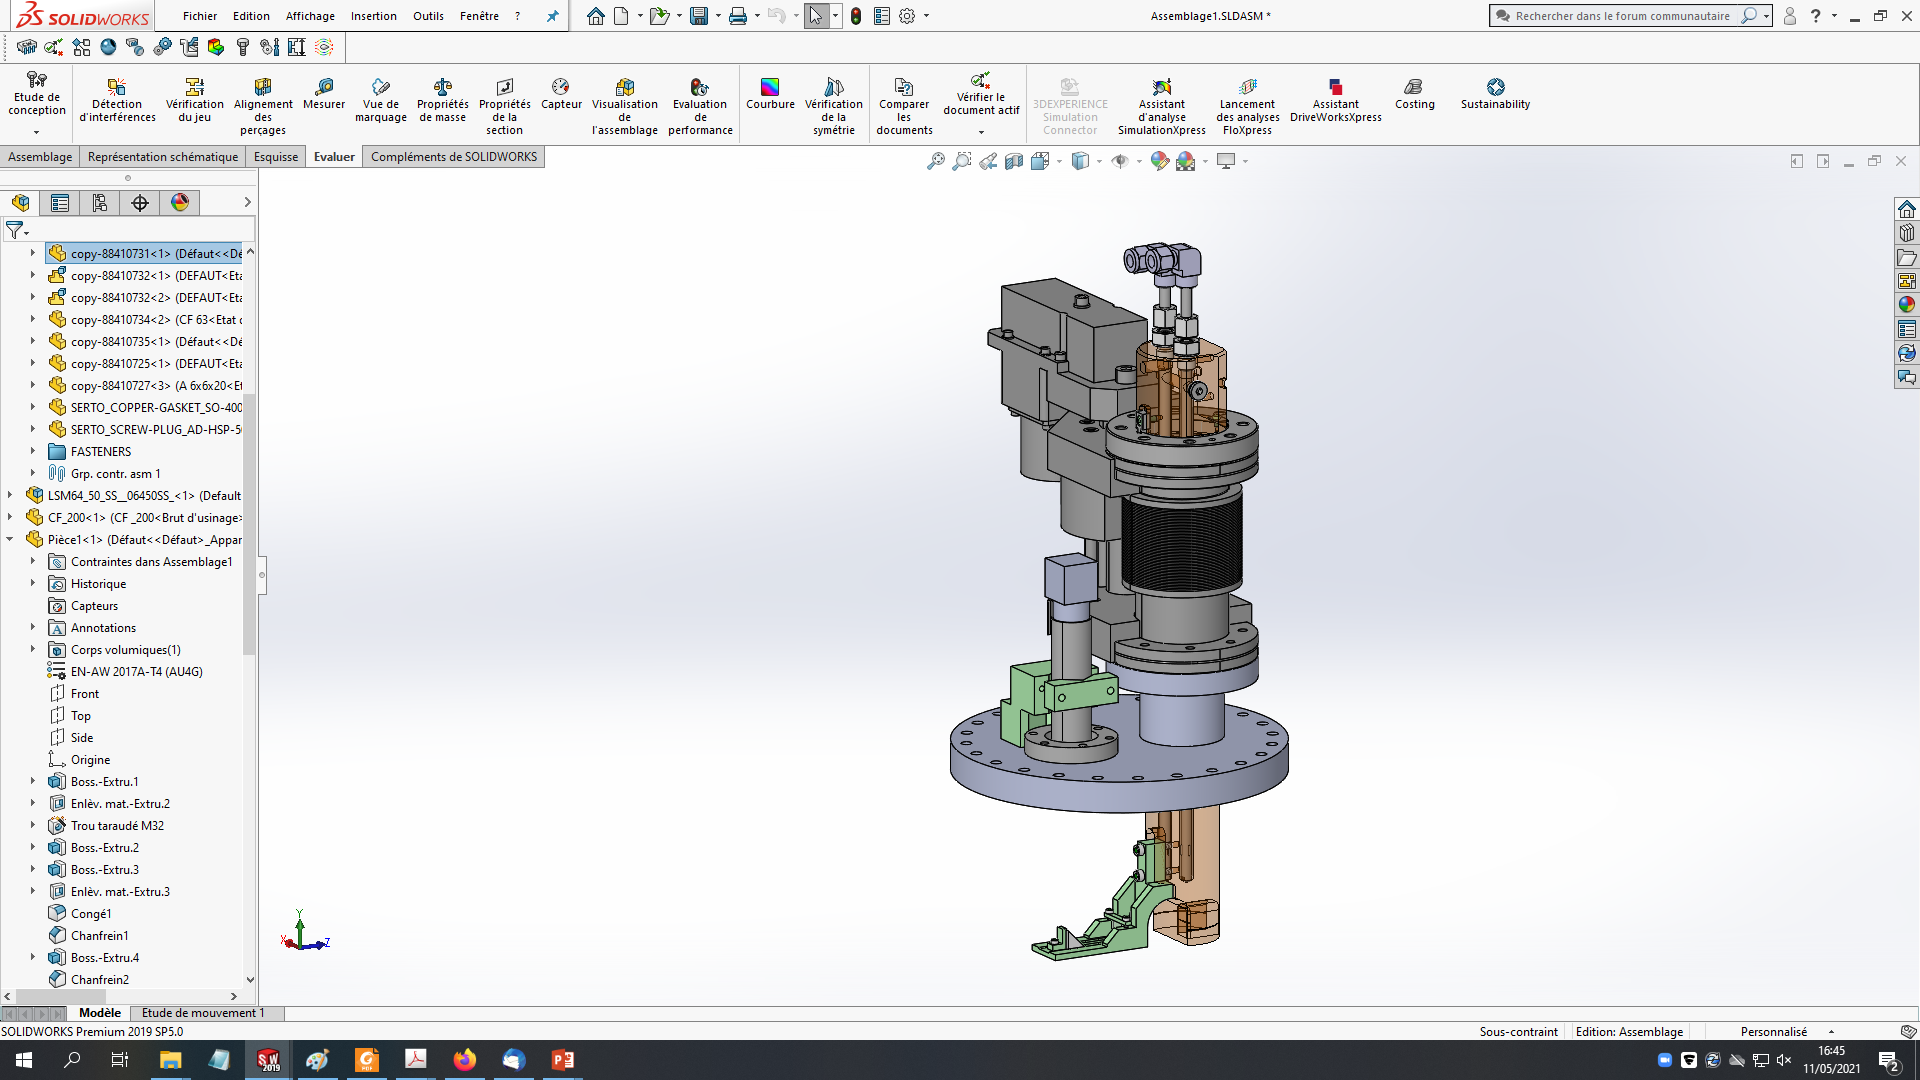 SOLIDWORKS
Fichier Edition Affichage Insertion Outils Fenêtre ?
Assemblage1.SLDASM *
Rechercher dans le forum communautaire
Etude de conception
Détection d'interférences
Vérification du jeu
Alignement des perçages
Mesurer
Vue de marquage
Propriétés de masse
Propriétés de la section
Capteur
Visualisation de l'assemblage
Evaluation de performance
Courbure
Vérification de la symétrie
Comparer les documents
Vérifier le document actif
3DEXPERIENCE Simulation Connector
Assistant d'analyse SimulationXpress
Lancement des analyses FloXpress
Assistant DriveWorksXpress
Costing
Sustainability
Assemblage Représentation schématique Esquisse Evaluer Compléments de SOLIDWORKS
copy-88410731<1> (Défaut<<Dé
copy-88410732<1> (DEFAUT<Eta
copy-88410732<2> (DEFAUT<Eta
copy-88410734<2> (CF 63<Etat d
copy-88410735<1> (Défaut<<Dé
copy-88410725<1> (DEFAUT<Eta
copy-88410727<3> (A 6x6x20<Et
SERTO_COPPER-GASKET_SO-400
SERTO_SCREW-PLUG_AD-HSP-5
FASTENERS
Grp. contr. asm 1
LSM64_50_SS__06450SS_<1> (Default
CF_200<1> (CF _200<Brut d'usinage>
Pièce1<1> (Défaut<<Défaut>_Appar
Contraintes dans Assemblage1
Historique
Capteurs
Annotations
Corps volumiques(1)
EN-AW 2017A-T4 (AU4G)
Front
Top
Side
Origine
Boss.-Extru.1
Enlèv. mat.-Extru.2
Trou taraudé M32
Boss.-Extru.2
Boss.-Extru.3
Enlèv. mat.-Extru.3
Congé1
Chanfrein1
Boss.-Extru.4
Chanfrein2
Y
X
Z
Modèle Etude de mouvement 1
SOLIDWORKS Premium 2019 SP5.0
Sous-contraint Edition: Assemblage Personnalisé
16:45
11/05/2021
2